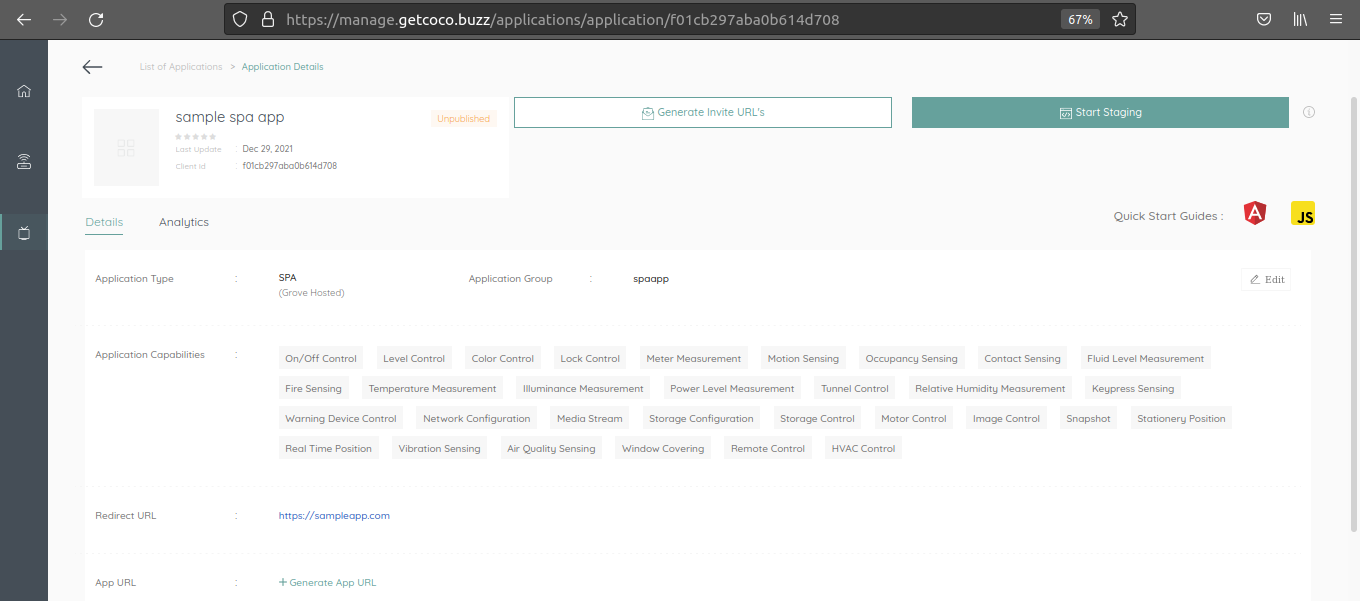 https://manage.getcoco.buzz/applications/application/f01cb297aba0b614d708 67%
List of Applications > Application Details
sample spa app Unpublished Generate Invite URL's Start Staging
Last Update : Dec 29, 2021
Client id : f01cb297aba0b614d708
Details Analytics Quick Start Guides : A JS
Application Type : SPA Application Group : spaapp Edit
(Grove Hosted)
Application Capabilities : On/Off Control Level Control Color Control Lock Control Meter Measurement Motion Sensing Occupancy Sensing Contact Sensing Fluid Level Measurement
Fire Sensing Temperature Measurement Illuminance Measurement Power Level Measurement Tunnel Control Relative Humidity Measurement Keypress Sensing
Warning Device Control Network Configuration Media Stream Storage Configuration Storage Control Motor Control Image Control Snapshot Stationery Position
Real Time Position Vibration Sensing Air Quality Sensing Window Covering Remote Control HVAC Control
Redirect URL : https://sampleapp.com
App URL : + Generate App URL